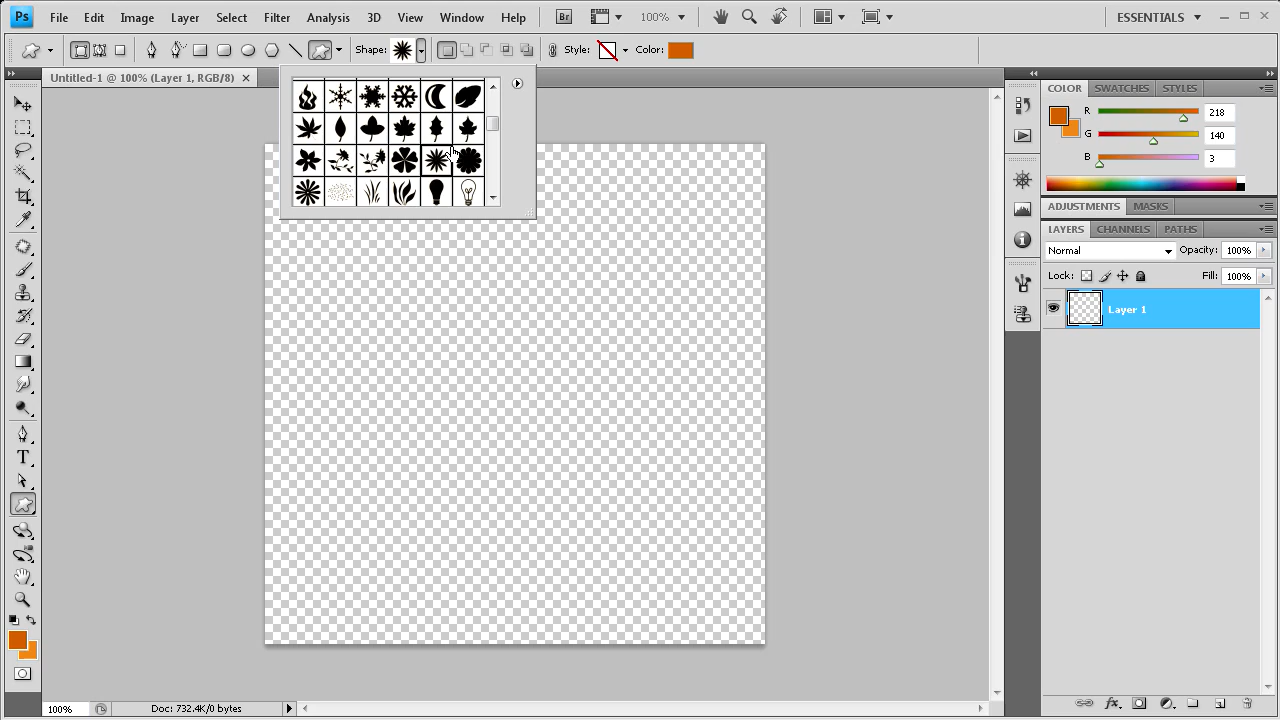 Ps File Edit Image Layer Select Filter Analysis 3D View Window Help Br 100% ESSENTIALS
Shape: Style: Color:
Untitled-1 @ 100% (Layer 1, RGB/8)
COLOR SWATCHES STYLES
R 218
G 140
B 3
ADJUSTMENTS MASKS
LAYERS CHANNELS PATHS
Normal Opacity: 100%
Lock: Fill: 100%
Layer 1
T
fx
100% Doc: 732.4K/0 bytes